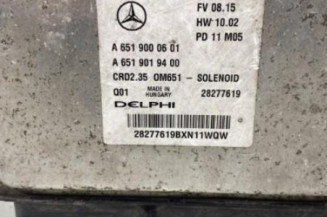 FV 08.15
HW 10.02
PD 11 M05
A 651 900 06 01
A 651 901 94 00
CRD2.35 OM651 - SOLENOID
Q01 MADE IN HUNGARY 28277619
DELPHI
28277619BXN11WQW